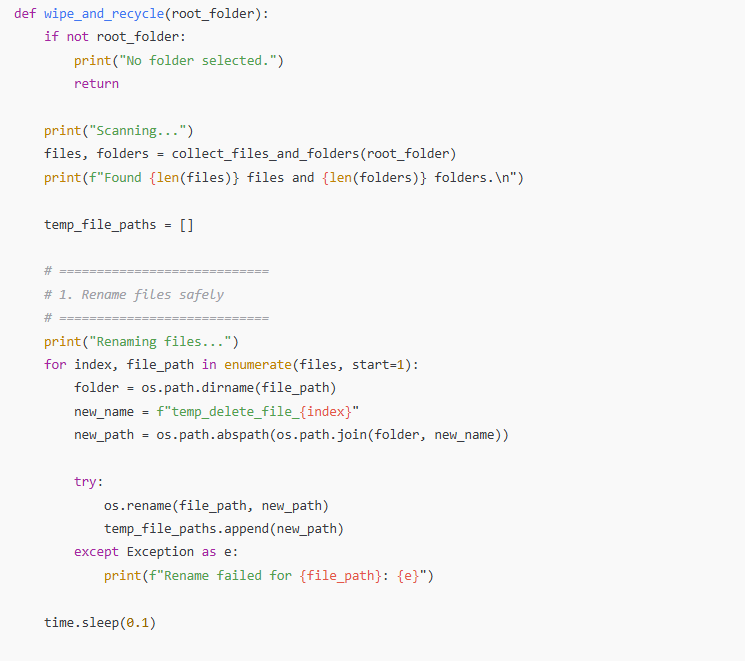 def wipe_and_recycle(root_folder):
    if not root_folder:
        print("No folder selected.")
        return

    print("Scanning...")
    files, folders = collect_files_and_folders(root_folder)
    print(f"Found {len(files)} files and {len(folders)} folders.\n")

    temp_file_paths = []

    # ============================
    # 1. Rename files safely
    # ============================
    print("Renaming files...")
    for index, file_path in enumerate(files, start=1):
        folder = os.path.dirname(file_path)
        new_name = f"temp_delete_file_{index}"
        new_path = os.path.abspath(os.path.join(folder, new_name))

        try:
            os.rename(file_path, new_path)
            temp_file_paths.append(new_path)
        except Exception as e:
            print(f"Rename failed for {file_path}: {e}")

    time.sleep(0.1)